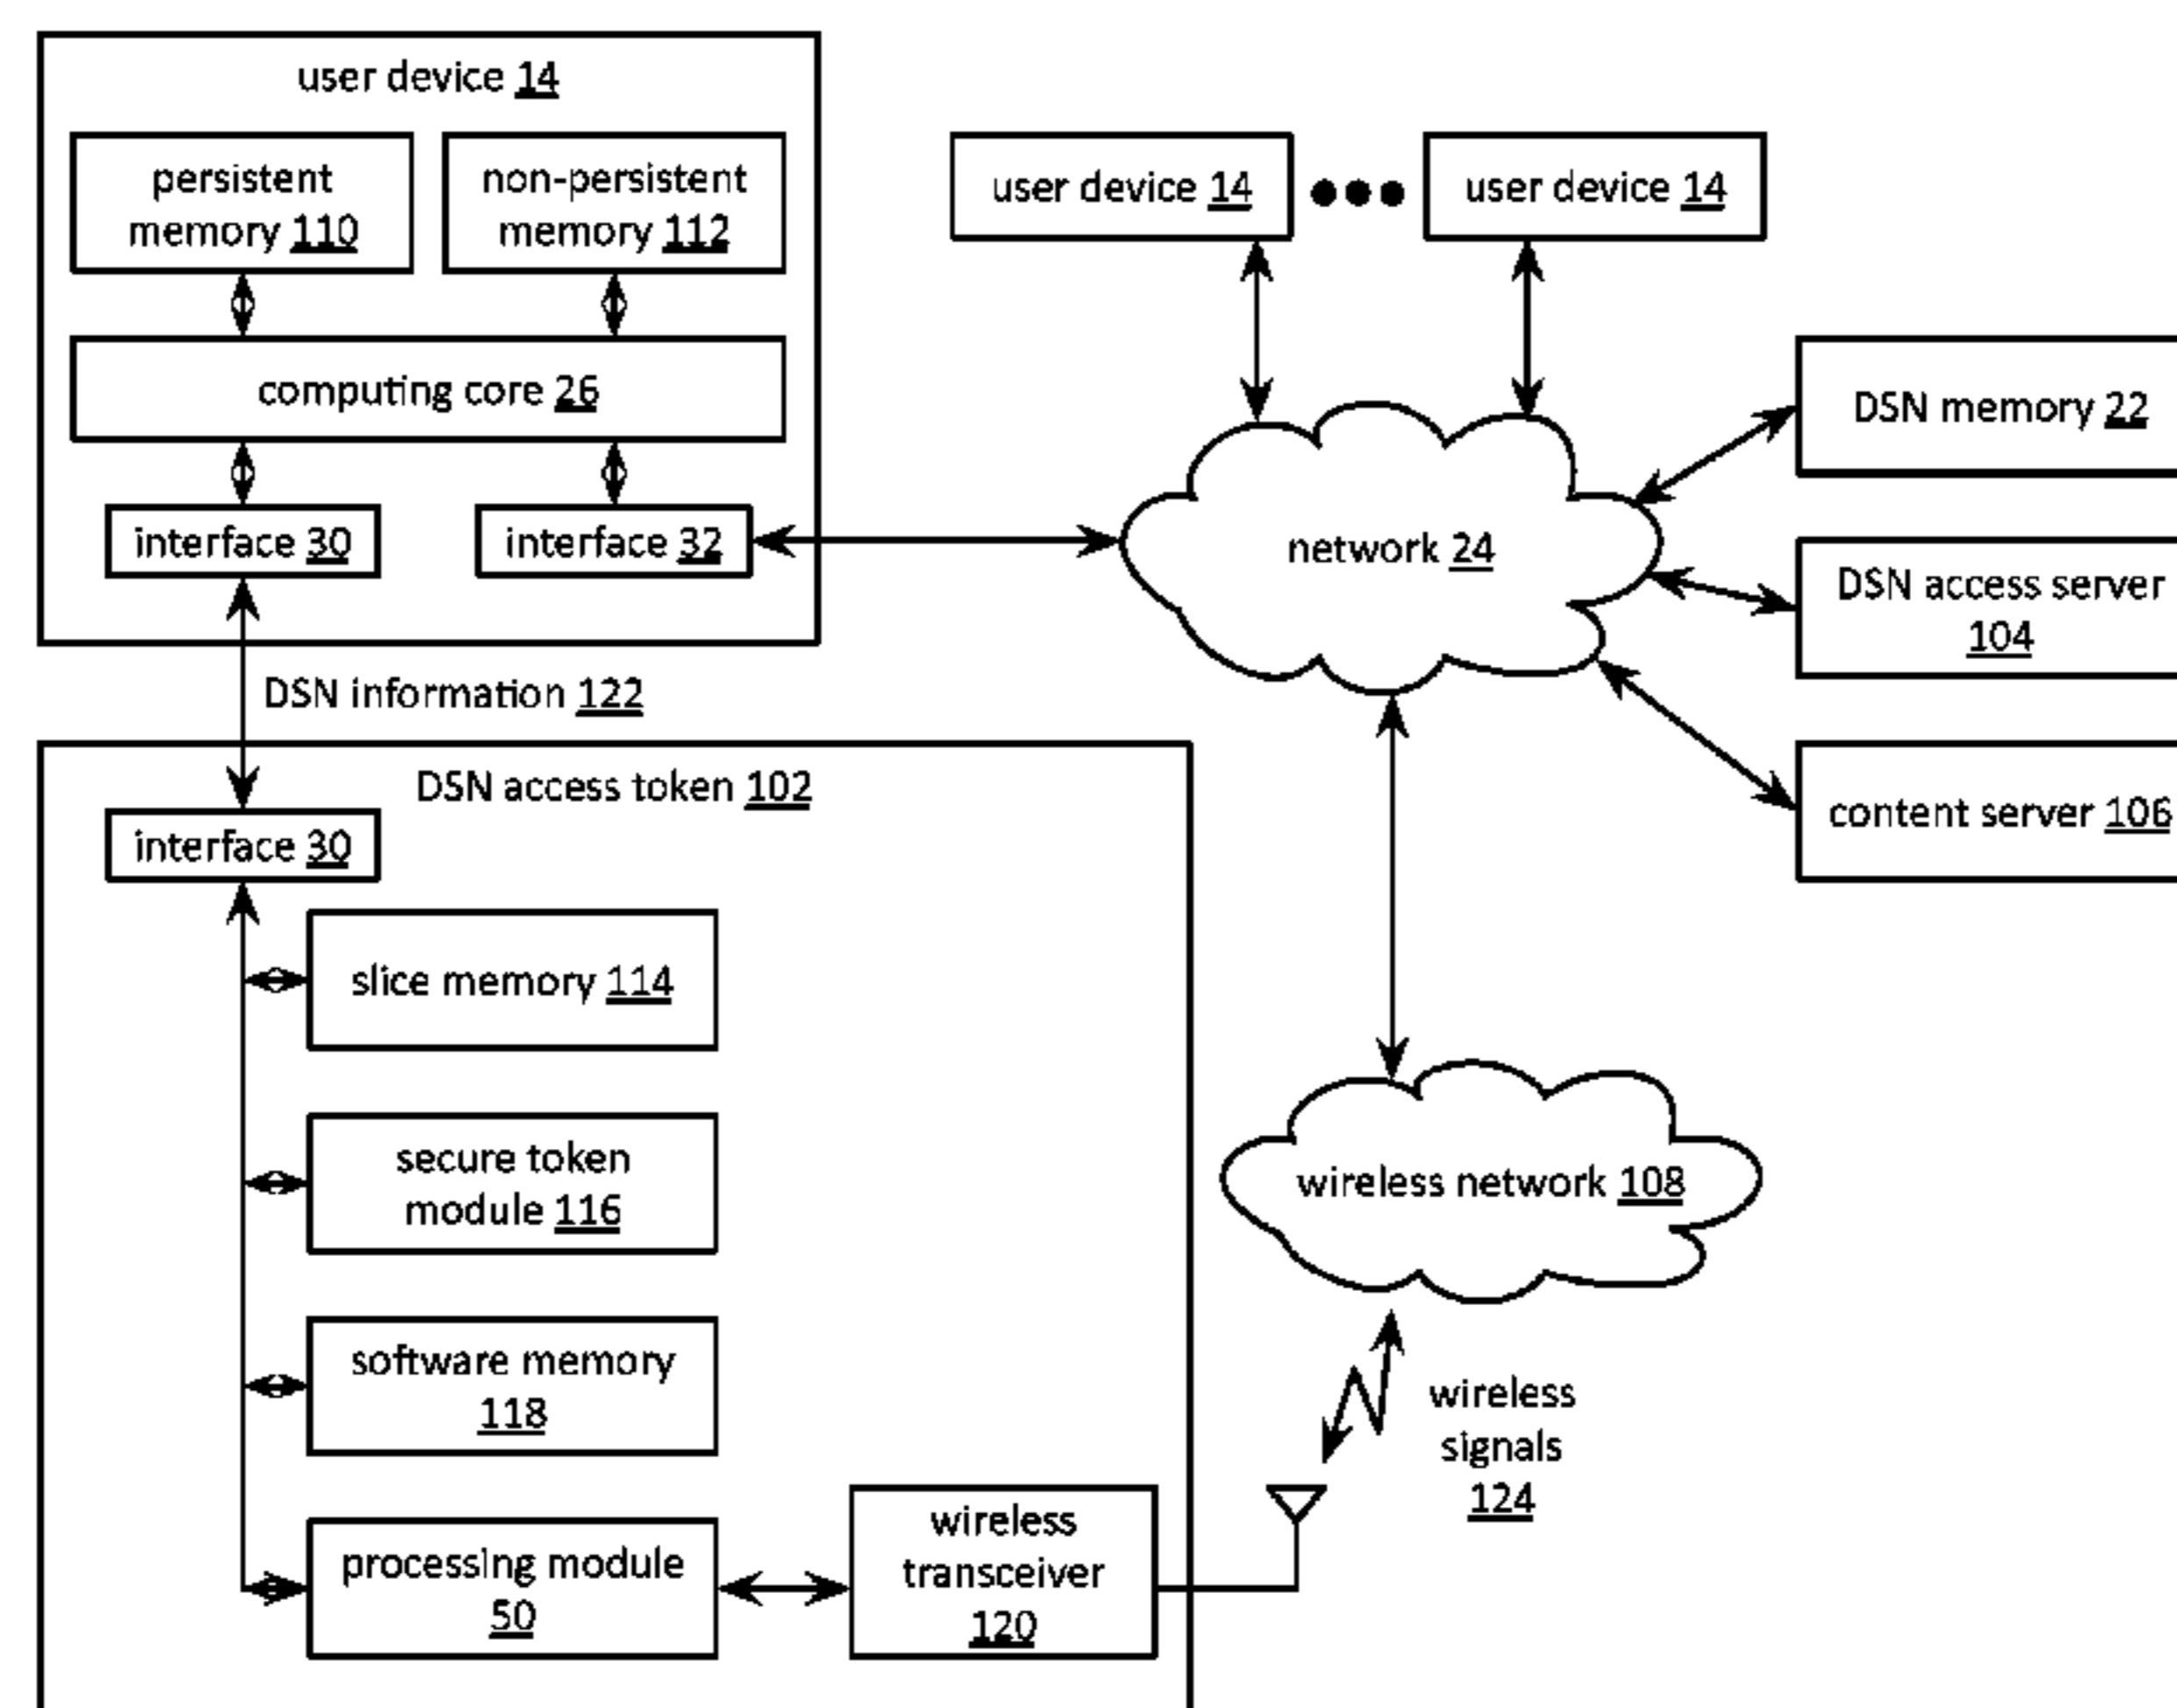 user device 14
persistent
memory 110
non-persistent
memory 112
computing core 26
interface 30
interface 32
user device 14
user device 14
network 24
DSN memory 22
DSN access server
104
content server 106
DSN information 122
DSN access token 102
interface 30
slice memory 114
secure token
module 116
software memory
118
processing module
50
wireless
transceiver
120
wireless network 108
wireless
signals
124